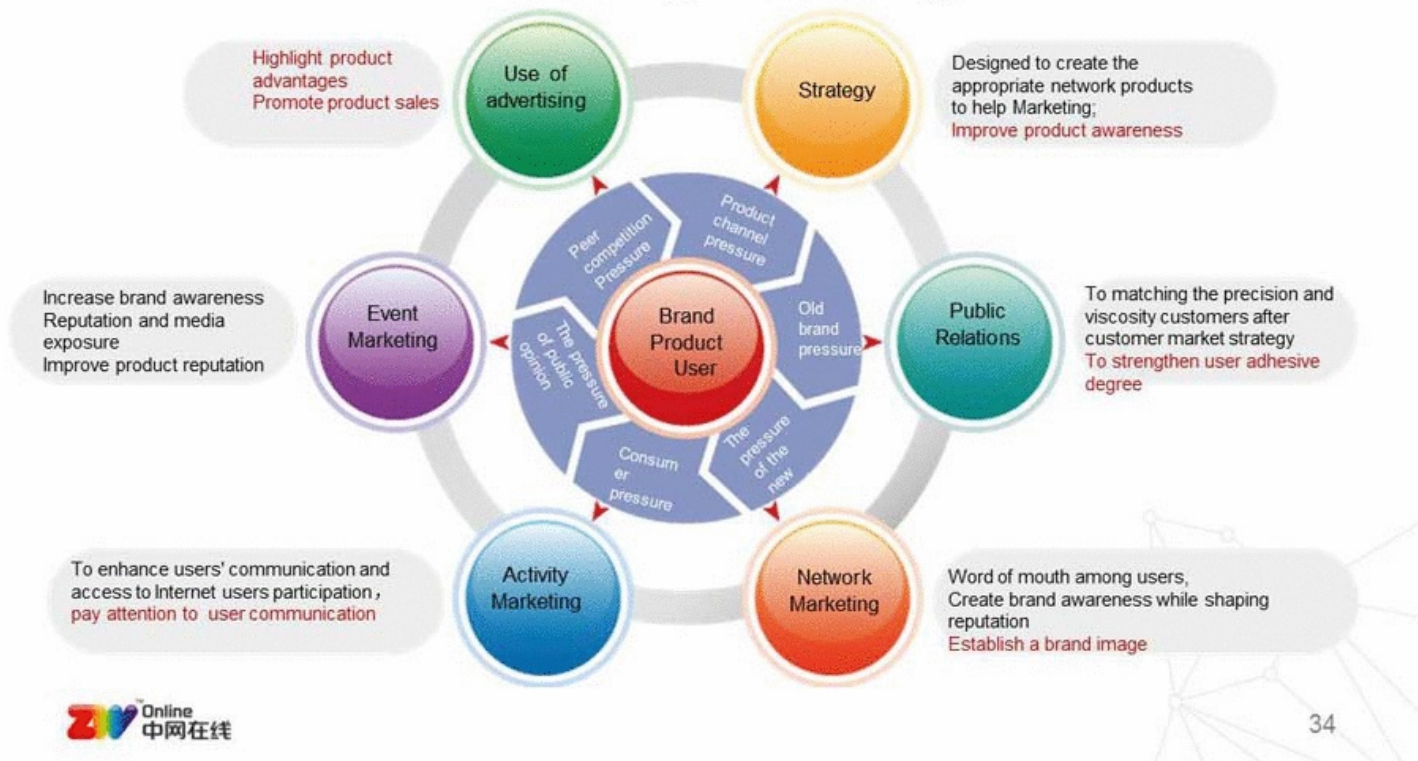 Use of
advertising
Highlight product
advantages
Promote product sales
Strategy
Designed to create the
appropriate network products
to help Marketing;
Improve product awareness
Peer
competition
Pressure
Product
channel
pressure
Event
Marketing
Increase brand awareness
Reputation and media
exposure
Improve product reputation
The pressure
of public
opinion
Brand
Product
User
Old
brand
pressure
Public
Relations
To matching the precision and
viscosity customers after
customer market strategy
To strengthen user adhesive
degree
Consum
er
pressure
The
pressure
of the
new
Activity
Marketing
To enhance users' communication and
access to Internet users participation，
pay attention to user communication
Network
Marketing
Word of mouth among users,
Create brand awareness while shaping
reputation
Establish a brand image
ZW™ Online
中网在线
34